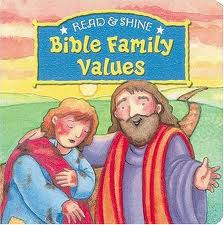 READ & SHINE
Bible Family
Values